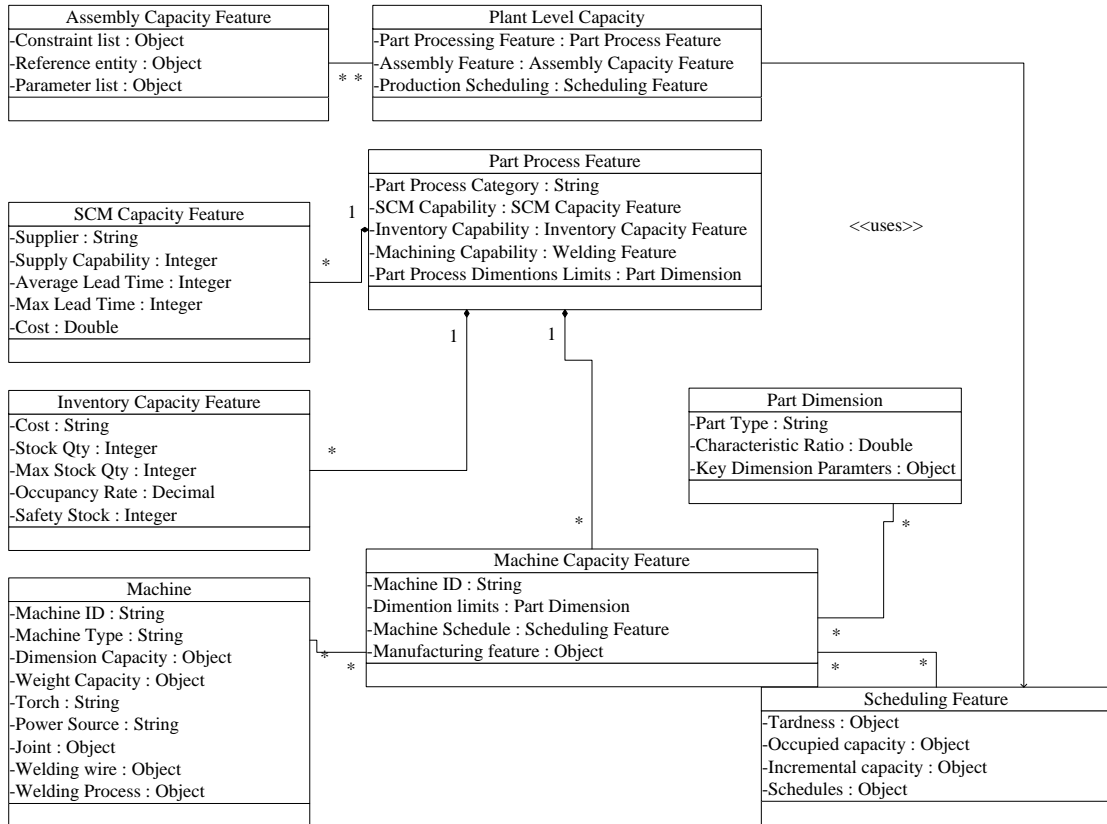 Assembly Capacity Feature
-Constraint list : Object
-Reference entity : Object
-Parameter list : Object
* *
Plant Level Capacity
-Part Processing Feature : Part Process Feature
-Assembly Feature : Assembly Capacity Feature
-Production Scheduling : Scheduling Feature
Part Process Feature
-Part Process Category : String
-SCM Capability : SCM Capacity Feature
-Inventory Capability : Inventory Capacity Feature
-Machining Capability : Welding Feature
-Part Process Dimentions Limits : Part Dimension
<<uses>>
SCM Capacity Feature
-Supplier : String
-Supply Capability : Integer
-Average Lead Time : Integer
-Max Lead Time : Integer
-Cost : Double
1
*
1
1
Inventory Capacity Feature
-Cost : String
-Stock Qty : Integer
-Max Stock Qty : Integer
-Occupancy Rate : Decimal
-Safety Stock : Integer
*
*
Part Dimension
-Part Type : String
-Characteristic Ratio : Double
-Key Dimension Paramters : Object
*
Machine Capacity Feature
-Machine ID : String
-Dimention limits : Part Dimension
-Machine Schedule : Scheduling Feature
-Manufacturing feature : Object
*
*
*
Machine
-Machine ID : String
-Machine Type : String
-Dimension Capacity : Object
-Weight Capacity : Object
-Torch : String
-Power Source : String
-Joint : Object
-Welding wire : Object
-Welding Process : Object
*
*
Scheduling Feature
-Tardness : Object
-Occupied capacity : Object
-Incremental capacity : Object
-Schedules : Object